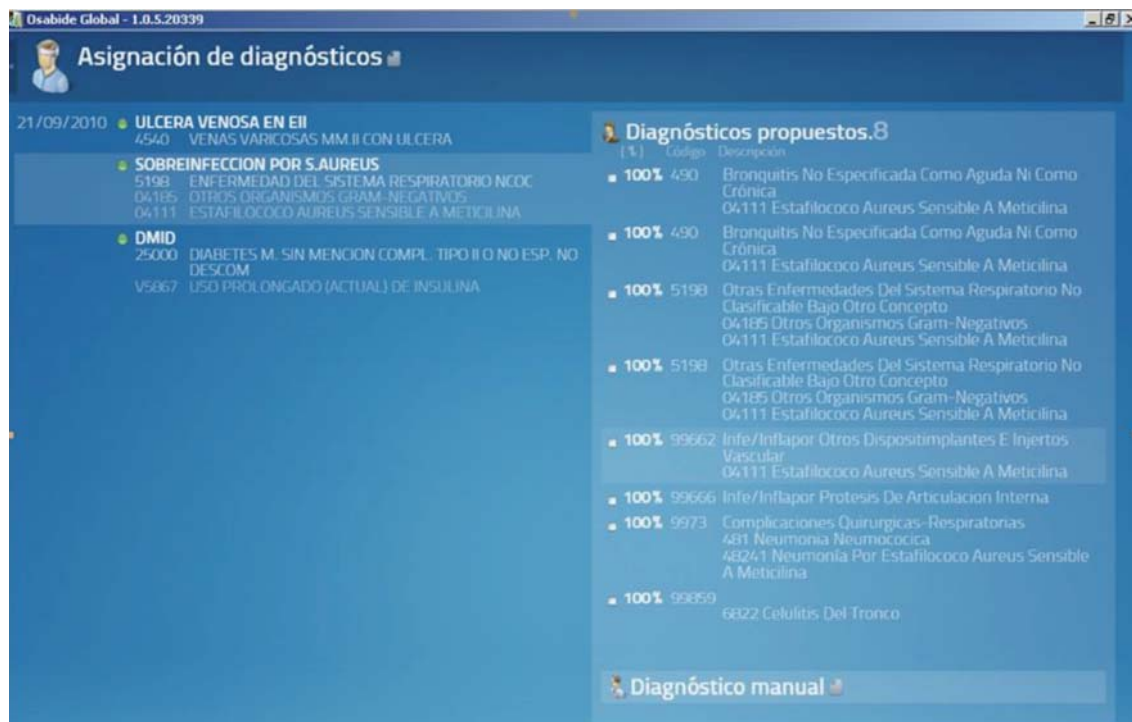 Osabide Global - 1.0.5.20339
Asignación de diagnósticos
21/09/2010 ULCERA VENOSA EN EII
4540 VENAS VARICOSAS MM.II CON ULCERA
SOBREINFECCION POR S.AUREUS
5198 ENFERMEDAD DEL SISTEMA RESPIRATORIO NCOC
04185 OTROS ORGANISMOS GRAM-NEGATIVOS
04111 ESTAFILOCOCO AUREUS SENSIBLE A METICILINA
DMID
25000 DIABETES M. SIN MENCION COMPL. TIPO II O NO ESP. NO
DESCOM
V5867 USO PROLONGADO (ACTUAL) DE INSULINA
Diagnósticos propuestos.8
[%] Código Descripción
100% 490 Bronquitis No Especificada Como Aguda Ni Como
Crónica
04111 Estafilococo Aureus Sensible A Meticilina
100% 490 Bronquitis No Especificada Como Aguda Ni Como
Crónica
04111 Estafilococo Aureus Sensible A Meticilina
100% 5198 Otras Enfermedades Del Sistema Respiratorio No
Clasificable Bajo Otro Concepto
04185 Otros Organismos Gram-Negativos
04111 Estafilococo Aureus Sensible A Meticilina
100% 5198 Otras Enfermedades Del Sistema Respiratorio No
Clasificable Bajo Otro Concepto
04185 Otros Organismos Gram-Negativos
04111 Estafilococo Aureus Sensible A Meticilina
100% 99662 Infe/Inflapor Otros Dispositimplantes E Injertos
Vascular
04111 Estafilococo Aureus Sensible A Meticilina
100% 99666 Infe/Inflapor Protesis De Articulacion Interna
100% 9973 Complicaciones Quirurgicas-Respiratorias
481 Neumonia Neumococica
48241 Neumonía Por Estafilococo Aureus Sensible
A Meticilina
100% 99859
6822 Celulitis Del Tronco
Diagnóstico manual